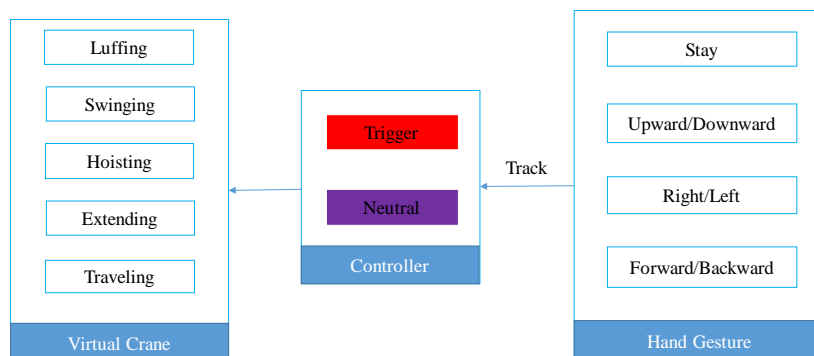 Luffing
Swinging
Hoisting
Extending
Traveling
Virtual Crane
Trigger
Neutral
Controller
Track
Stay
Upward/Downward
Right/Left
Forward/Backward
Hand Gesture